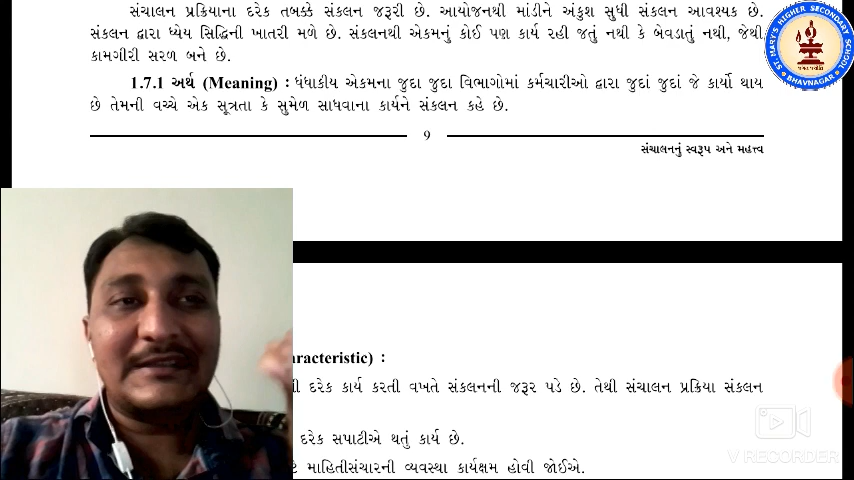 સંચાલન પ્રક્રિયાના દરેક તબક્કે સંકલન જરૂરી છે. આયોજનથી માંડીને અંકુશ સુધી સંકલન આવશ્યક છે.
સંકલન દ્વારા ધ્યેય સિદ્ધિની ખાતરી મળે છે. સંકલનથી એકમનું કોઈ પણ કાર્ય રહી જતું નથી કે બેવડાતું નથી, જેથી
કામગીરી સરળ બને છે.
1.7.1 અર્થ (Meaning) : ધંધાકીય એકમના જુદા જુદા વિભાગોમાં કર્મચારીઓ દ્વારા જુદાં જુદાં જે કાર્યો થાય
છે તેમની વચ્ચે એક સૂત્રતા કે સુમેળ સાધવાના કાર્યને સંકલન કહે છે.
9
સંચાલનનું સ્વરૂપ અને મહત્ત્વ
ST. MARY'S HIGHER SECONDARY SCHOOL
BHAVNAGAR
aracteristic) :
દરેક કાર્ય કરતી વખતે સંકલનની જરૂર પડે છે. તેથી સંચાલન પ્રક્રિયા સંકલન
દરેક સપાટીએ થતું કાર્ય છે.
માહિતીસંચારની વ્યવસ્થા કાર્યક્ષમ હોવી જોઈએ.
V RECORDER